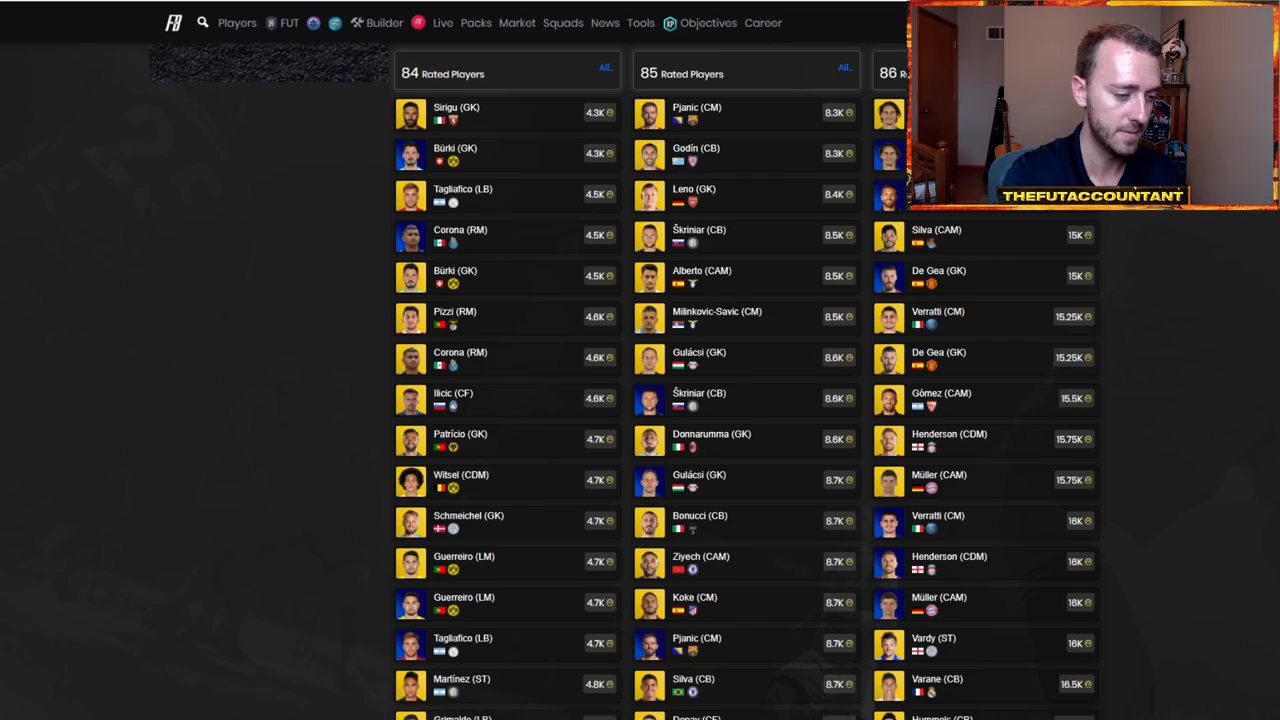 FB Players FUT Builder Live Packs Market Squads News Tools XP Objectives Career
THEFUTACCOUNTANT
84 Rated Players All...
Sirigu (GK) 4.3K
Bürki (GK) 4.3K
Tagliafico (LB) 4.5K
Corona (RM) 4.5K
Bürki (GK) 4.5K
Pizzi (RM) 4.6K
Corona (RM) 4.6K
Ilicic (CF) 4.6K
Patrício (GK) 4.7K
Witsel (CDM) 4.7K
Schmeichel (GK) 4.7K
Guerreiro (LM) 4.7K
Guerreiro (LM) 4.7K
Tagliafico (LB) 4.7K
Martínez (ST) 4.8K
Grimaldo (LB)
85 Rated Players All...
Pjanic (CM) 8.3K
Godín (CB) 8.3K
Leno (GK) 8.4K
Škriniar (CB) 8.5K
Alberto (CAM) 8.5K
Milinkovic-Savic (CM) 8.5K
Gulácsi (GK) 8.6K
Škriniar (CB) 8.6K
Donnarumma (GK) 8.6K
Gulácsi (GK) 8.7K
Bonucci (CB) 8.7K
Ziyech (CAM) 8.7K
Koke (CM) 8.7K
Pjanic (CM) 8.7K
Silva (CB) 8.7K
86
Silva (CAM) 15K
De Gea (GK) 15K
Verratti (CM) 15.25K
De Gea (GK) 15.25K
Gómez (CAM) 15.5K
Henderson (CDM) 15.75K
Müller (CAM) 15.75K
Verratti (CM) 16K
Henderson (CDM) 16K
Müller (CAM) 16K
Vardy (ST) 16K
Varane (CB) 16.5K
Hummels (CB)